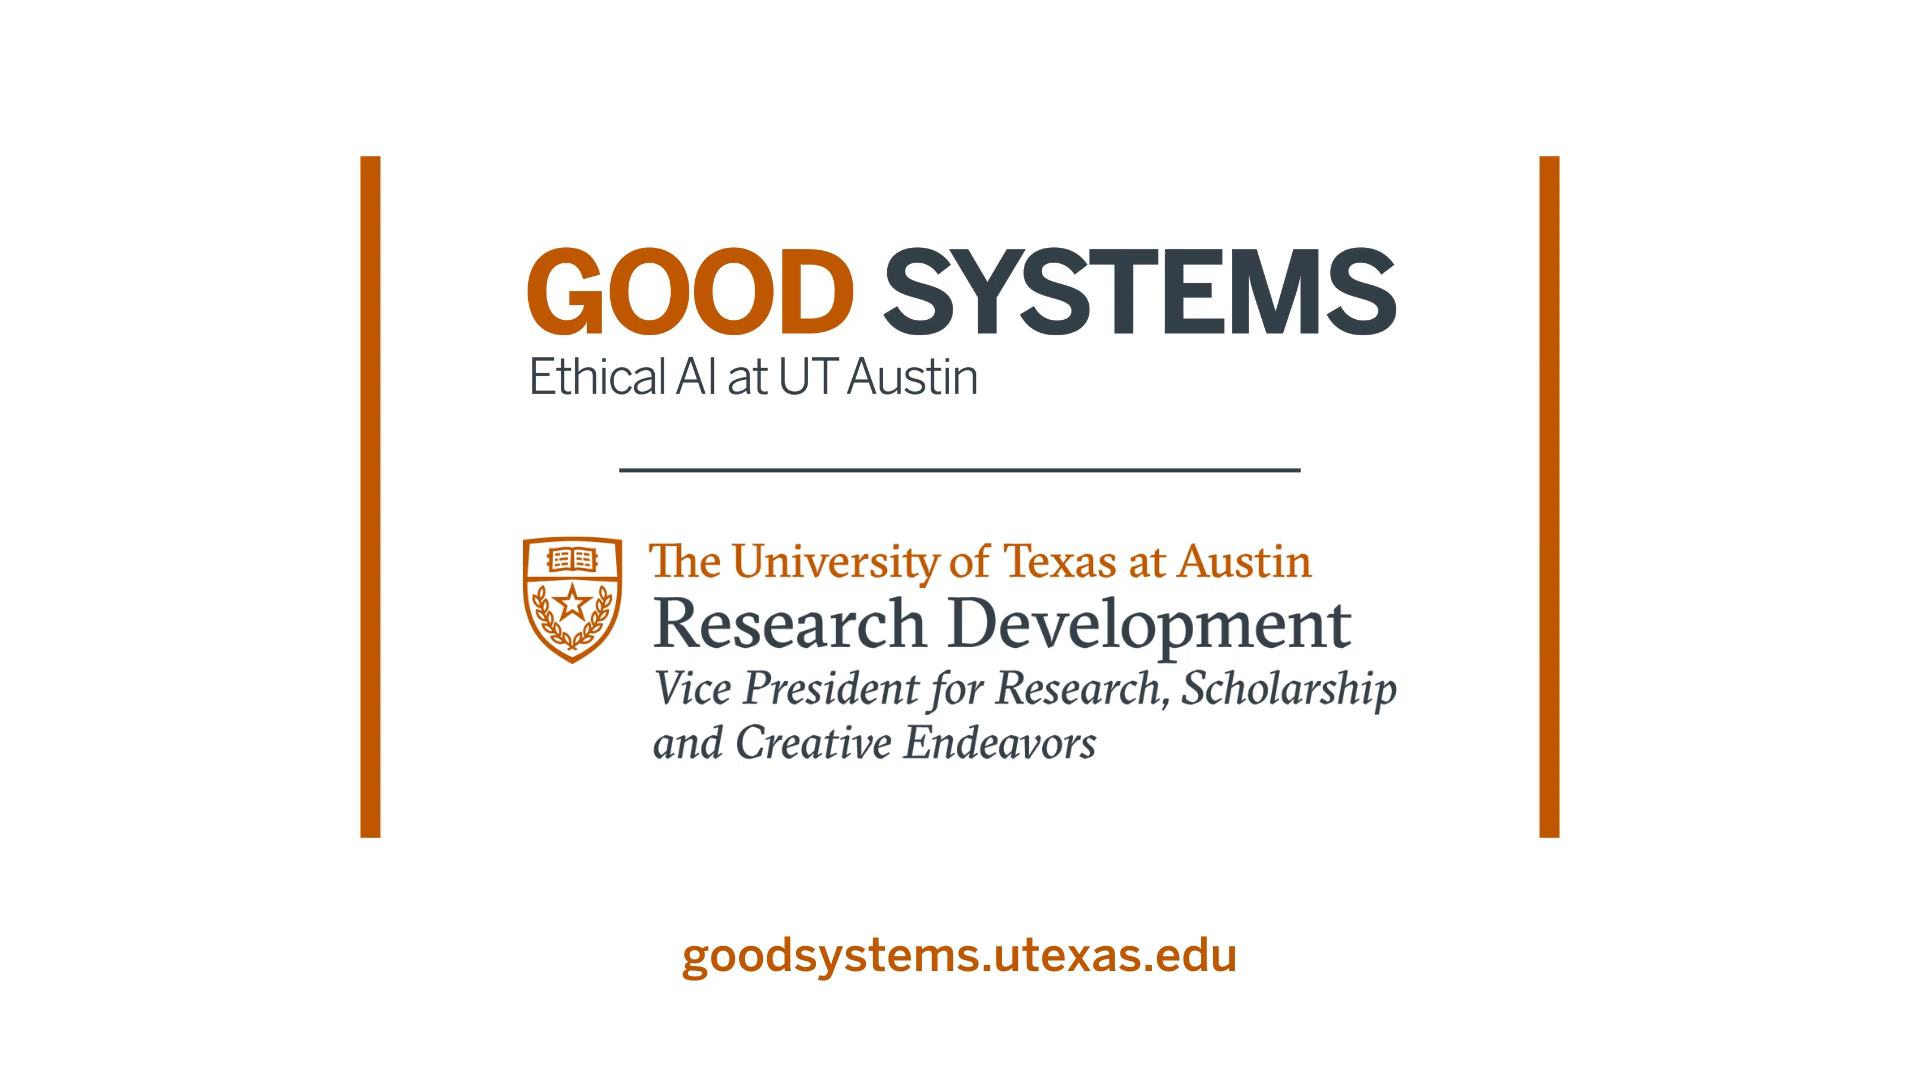 GOOD SYSTEMS
Ethical AI at UT Austin
The University of Texas at Austin
Research Development
Vice President for Research, Scholarship
and Creative Endeavors
goodsystems.utexas.edu